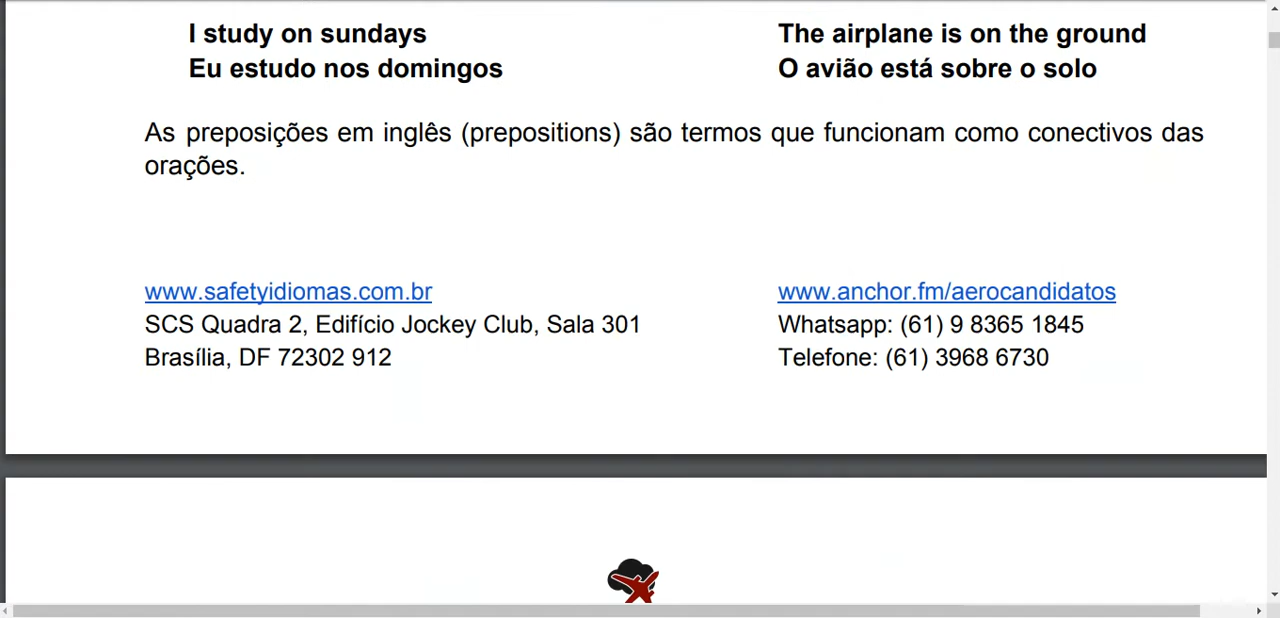 I study on sundays
Eu estudo nos domingos
The airplane is on the ground
O avião está sobre o solo
As preposições em inglês (prepositions) são termos que funcionam como conectivos das
orações.
www.safetyidiomas.com.br
SCS Quadra 2, Edifício Jockey Club, Sala 301
Brasília, DF 72302 912
www.anchor.fm/aerocandidatos
Whatsapp: (61) 9 8365 1845
Telefone: (61) 3968 6730